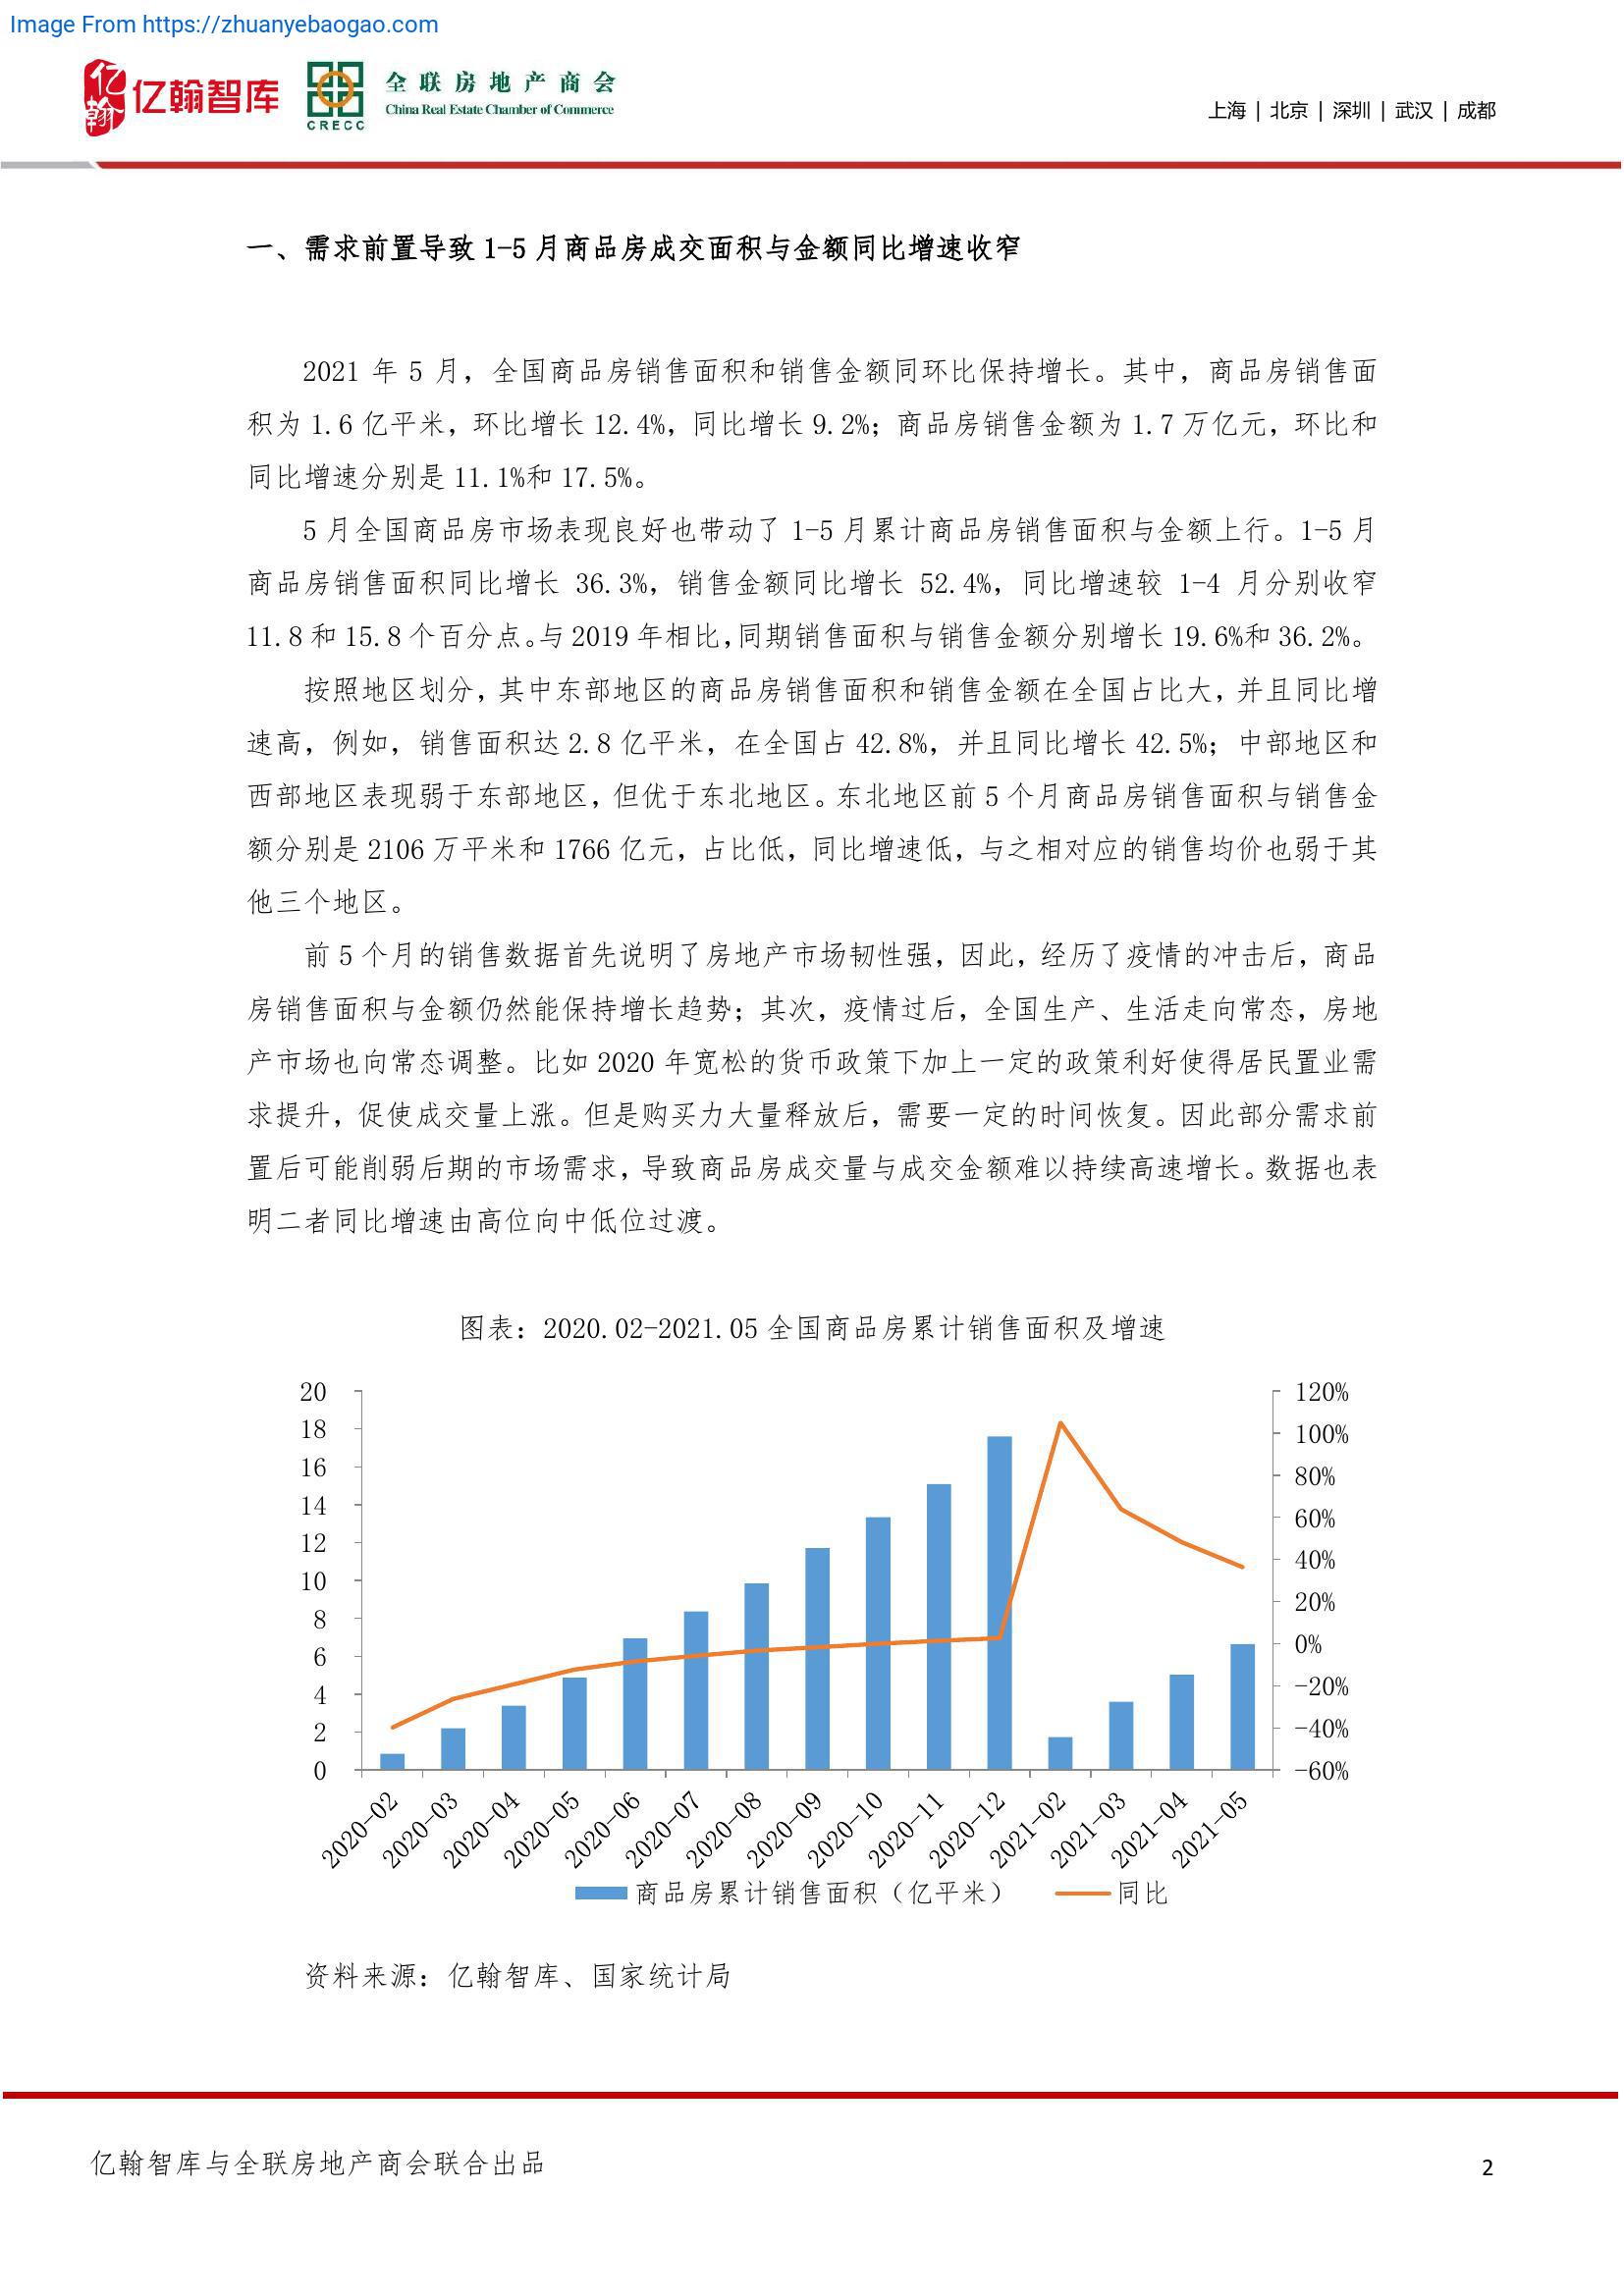 Image From https://zhuanyebaogao.com
亿翰
亿翰智库
CRECC
全联房地产商会
China Real Estate Chamber of Commerce
上海 | 北京 | 深圳 | 武汉 | 成都
一、需求前置导致 1-5 月商品房成交面积与金额同比增速收窄
2021 年 5 月，全国商品房销售面积和销售金额同环比保持增长。其中，商品房销售面
积为 1.6 亿平米，环比增长 12.4%，同比增长 9.2%；商品房销售金额为 1.7 万亿元，环比和
同比增速分别是 11.1%和 17.5%。
5 月全国商品房市场表现良好也带动了 1-5 月累计商品房销售面积与金额上行。1-5 月
商品房销售面积同比增长 36.3%，销售金额同比增长 52.4%，同比增速较 1-4 月分别收窄
11.8 和 15.8 个百分点。与 2019 年相比，同期销售面积与销售金额分别增长 19.6%和 36.2%。
按照地区划分，其中东部地区的商品房销售面积和销售金额在全国占比大，并且同比增
速高，例如，销售面积达 2.8 亿平米，在全国占 42.8%，并且同比增长 42.5%；中部地区和
西部地区表现弱于东部地区，但优于东北地区。东北地区前 5 个月商品房销售面积与销售金
额分别是 2106 万平米和 1766 亿元，占比低，同比增速低，与之相对应的销售均价也弱于其
他三个地区。
前 5 个月的销售数据首先说明了房地产市场韧性强，因此，经历了疫情的冲击后，商品
房销售面积与金额仍然能保持增长趋势；其次，疫情过后，全国生产、生活走向常态，房地
产市场也向常态调整。比如 2020 年宽松的货币政策下加上一定的政策利好使得居民置业需
求提升，促使成交量上涨。但是购买力大量释放后，需要一定的时间恢复。因此部分需求前
置后可能削弱后期的市场需求，导致商品房成交量与成交金额难以持续高速增长。数据也表
明二者同比增速由高位向中低位过渡。
图表：2020.02-2021.05 全国商品房累计销售面积及增速
20
18
16
14
12
10
8
6
4
2
0
120%
100%
80%
60%
40%
20%
0%
-20%
-40%
-60%
2020-02
2020-03
2020-04
2020-05
2020-06
2020-07
2020-08
2020-09
2020-10
2020-11
2020-12
2021-02
2021-03
2021-04
2021-05
商品房累计销售面积（亿平米）
同比
资料来源：亿翰智库、国家统计局
亿翰智库与全联房地产商会联合出品
2